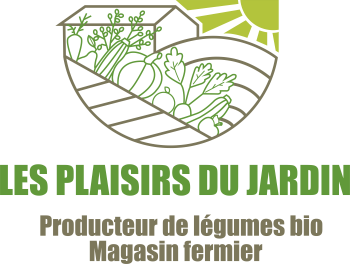 LES PLAISIRS DU JARDIN
Producteur de légumes bio
Magasin fermier